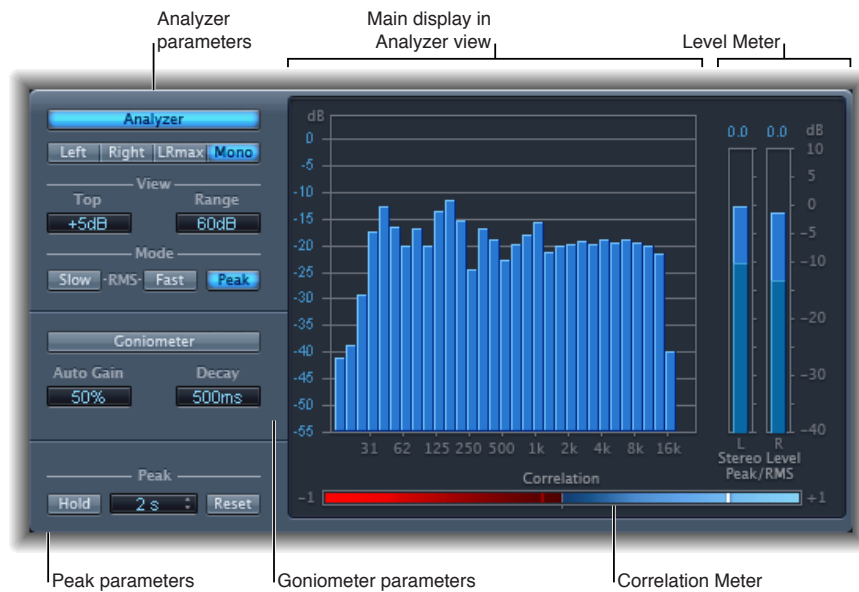 Analyzer
parameters
Main display in
Analyzer view
Level Meter
Analyzer
Left Right LRmax Mono
View
Top Range
+5dB 60dB
Mode
Slow -RMS- Fast Peak
Goniometer
Auto Gain Decay
50% 500ms
Peak
Hold 2 s Reset
dB
0
-5
-10
-15
-20
-25
-30
-35
-40
-45
-50
-55
31 62 125 250 500 1k 2k 4k 8k 16k
Correlation
-1 +1
0.0 0.0 dB
10
5
0
-5
-10
-20
-30
-40
L R
Stereo Level
Peak/RMS
Peak parameters
Goniometer parameters
Correlation Meter